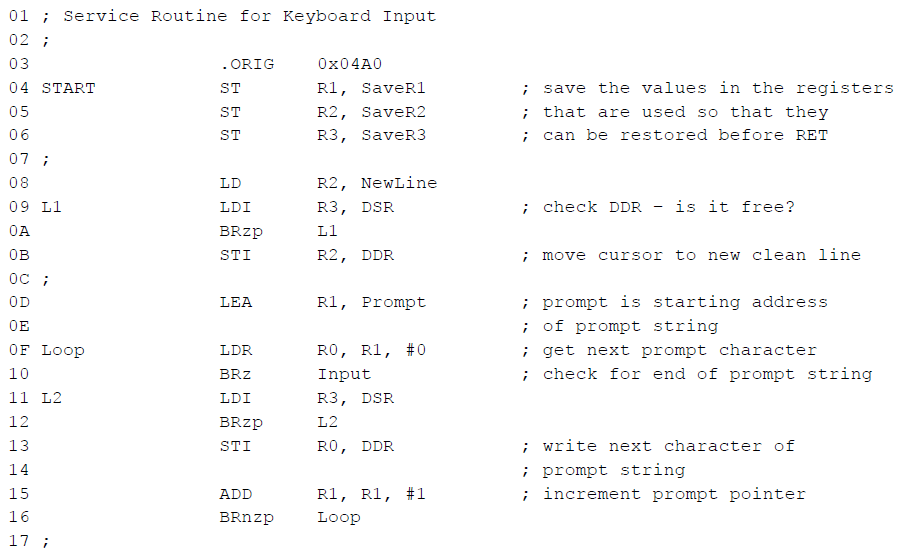 01 ; Service Routine for Keyboard Input
02 ;
03 .ORIG 0x04A0
04 START ST R1, SaveR1 ; save the values in the registers
05 ST R2, SaveR2 ; that are used so that they
06 ST R3, SaveR3 ; can be restored before RET
07 ;
08 LD R2, NewLine
09 L1 LDI R3, DSR ; check DDR - is it free?
0A BRzp L1
0B STI R2, DDR ; move cursor to new clean line
0C ;
0D LEA R1, Prompt ; prompt is starting address
0E ; of prompt string
0F Loop LDR R0, R1, #0 ; get next prompt character
10 BRz Input ; check for end of prompt string
11 L2 LDI R3, DSR
12 BRzp L2
13 STI R0, DDR ; write next character of
14 ; prompt string
15 ADD R1, R1, #1 ; increment prompt pointer
16 BRnzp Loop
17 ;